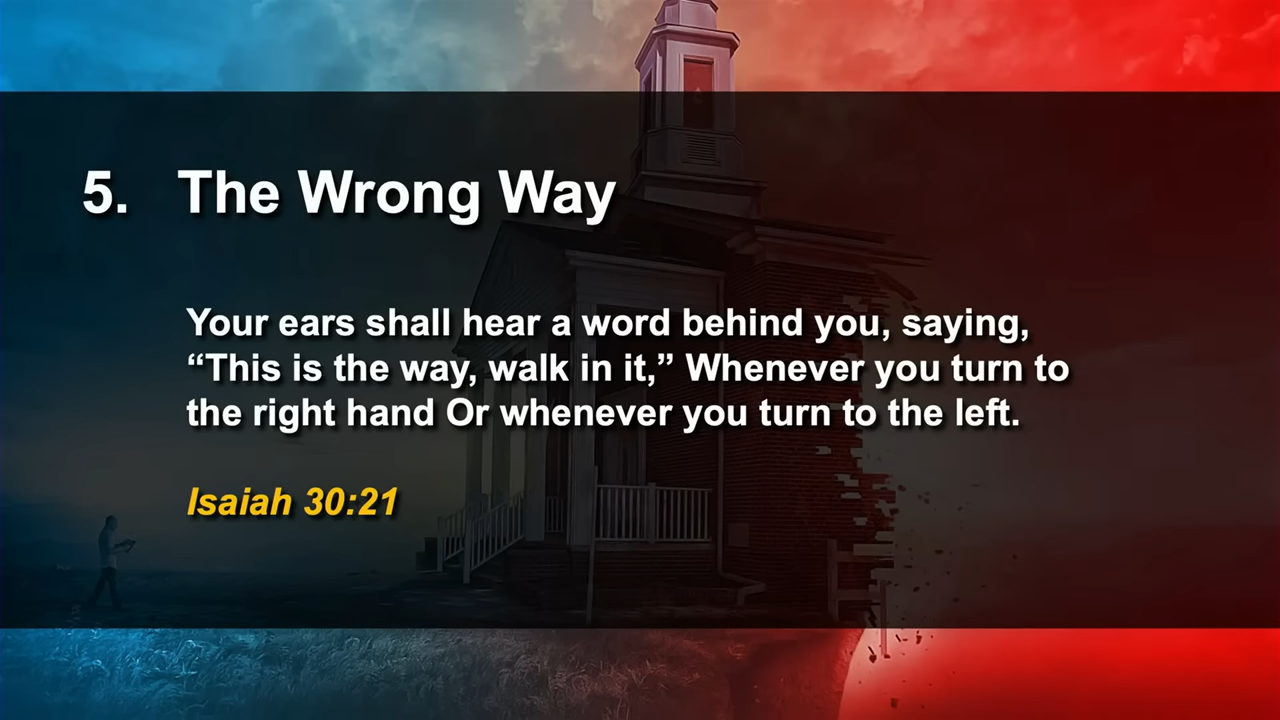 5. The Wrong Way
Your ears shall hear a word behind you, saying,
“This is the way, walk in it,” Whenever you turn to
the right hand Or whenever you turn to the left.
Isaiah 30:21